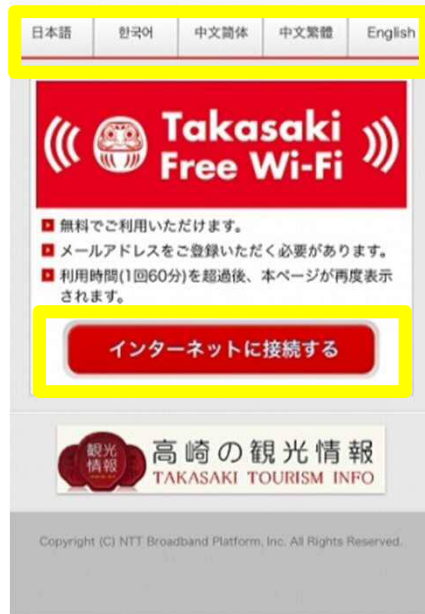 日本語 한국어 中文简体 中文繁體 English
Takasaki
Free Wi-Fi
無料でご利用いただけます。
メールアドレスをご登録いただく必要があります。
利用時間(1回60分)を超過後、本ページが再度表示
されます。
インターネットに接続する
観光
情報
高崎の観光情報
TAKASAKI TOURISM INFO
Copyright (C) NTT Broadband Platform, Inc. All Rights Reserved.